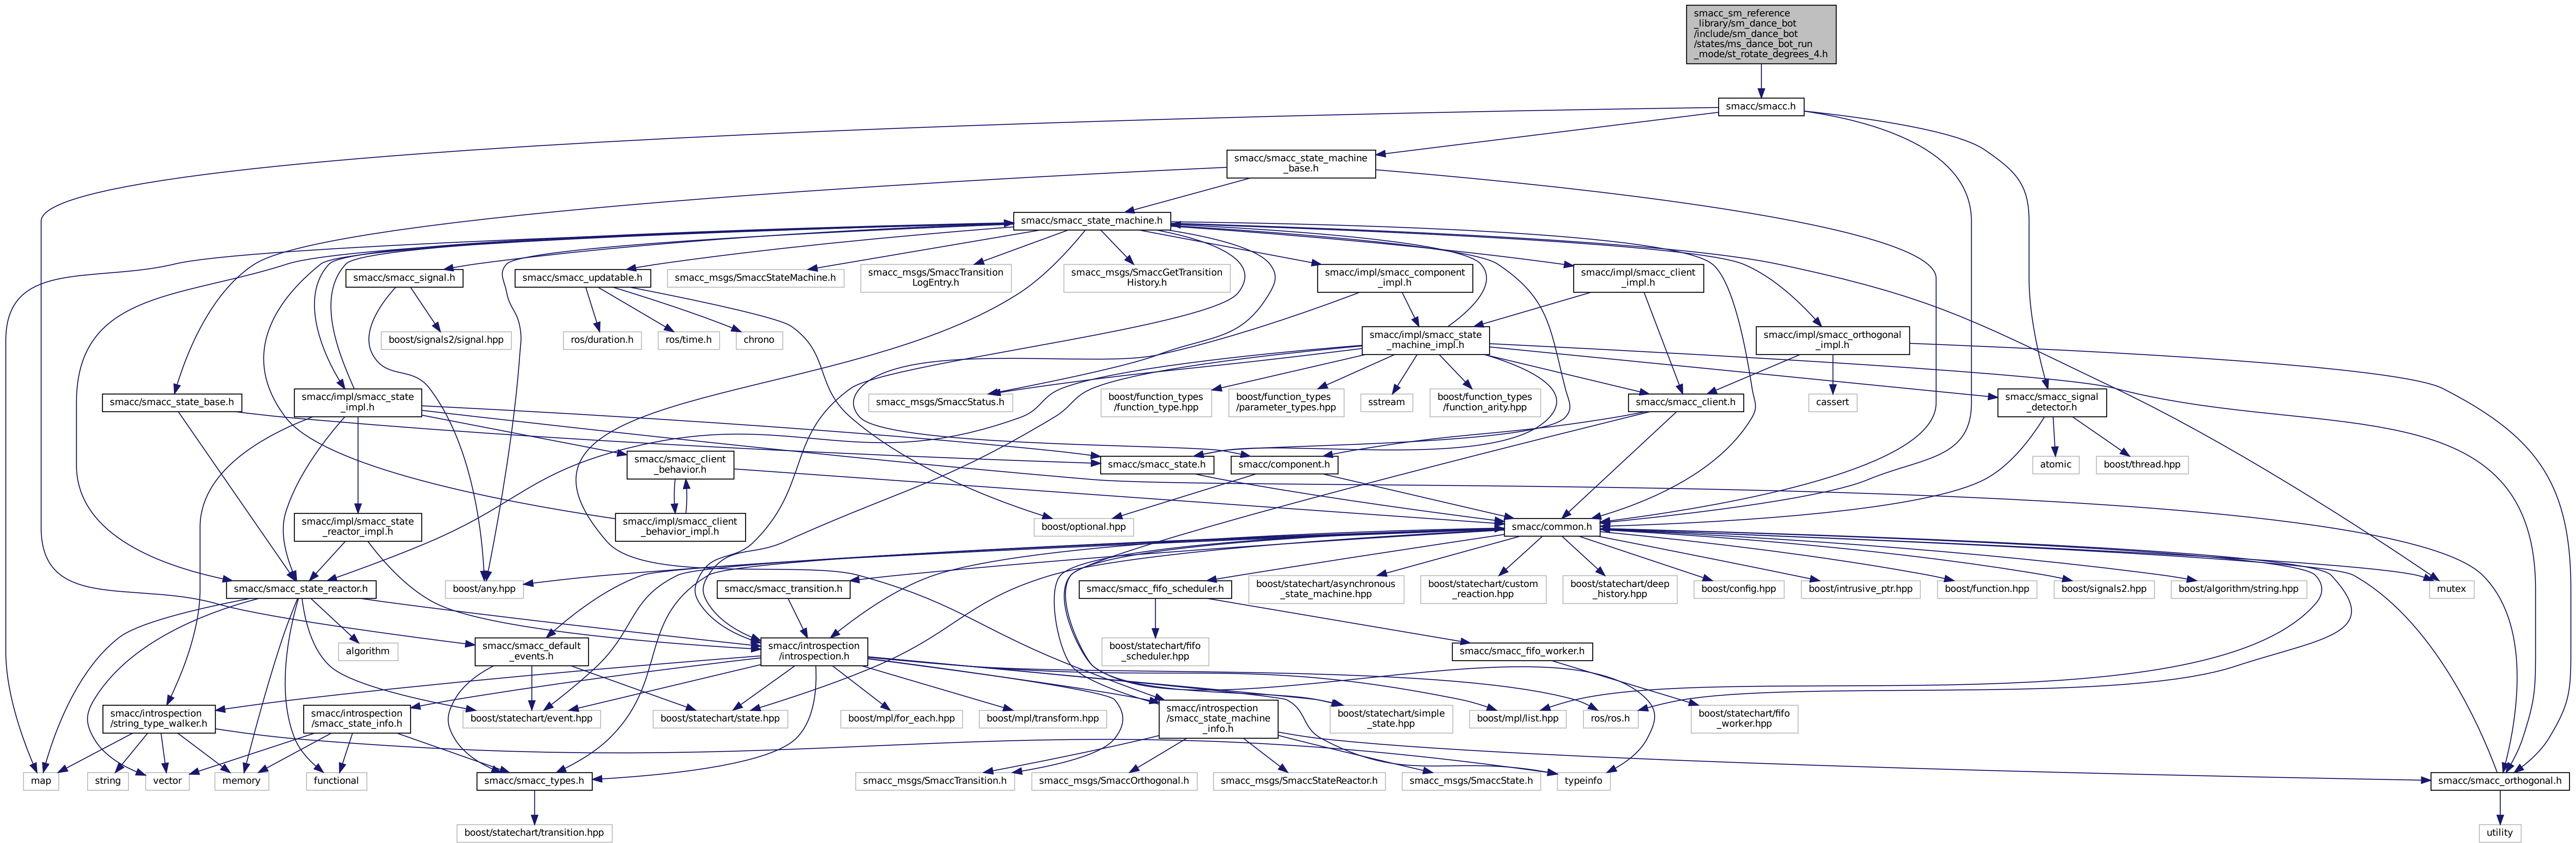 smacc_sm_reference
_library/sm_dance_bot
/include/sm_dance_bot
/states/ms_dance_bot_run
_mode/st_rotate_degrees_4.h
smacc/smacc.h
smacc/smacc_state_machine
_base.h
smacc/smacc_state_machine.h
smacc/smacc_signal.h
smacc/smacc_updatable.h
smacc_msgs/SmaccStateMachine.h
smacc_msgs/SmaccTransition
LogEntry.h
smacc_msgs/SmaccGetTransition
History.h
smacc/impl/smacc_component
_impl.h
smacc/impl/smacc_client
_impl.h
boost/signals2/signal.hpp
ros/duration.h
ros/time.h
chrono
smacc/impl/smacc_state
_machine_impl.h
smacc/impl/smacc_orthogonal
_impl.h
smacc/smacc_state_base.h
smacc/impl/smacc_state
_impl.h
smacc_msgs/SmaccStatus.h
boost/function_types
/function_type.hpp
boost/function_types
/parameter_types.hpp
sstream
boost/function_types
/function_arity.hpp
smacc/smacc_client.h
cassert
smacc/smacc_signal
_detector.h
smacc/smacc_client
_behavior.h
smacc/smacc_state.h
smacc/component.h
atomic
boost/thread.hpp
smacc/impl/smacc_state
_reactor_impl.h
smacc/impl/smacc_client
_behavior_impl.h
boost/optional.hpp
smacc/common.h
smacc/smacc_state_reactor.h
boost/any.hpp
smacc/smacc_transition.h
smacc/smacc_fifo_scheduler.h
boost/statechart/asynchronous
_state_machine.hpp
boost/statechart/custom
_reaction.hpp
boost/statechart/deep
_history.hpp
boost/config.hpp
boost/intrusive_ptr.hpp
boost/function.hpp
boost/signals2.hpp
boost/algorithm/string.hpp
mutex
algorithm
smacc/smacc_default
_events.h
smacc/introspection
/introspection.h
boost/statechart/fifo
_scheduler.hpp
smacc/smacc_fifo_worker.h
smacc/introspection
/string_type_walker.h
smacc/introspection
/smacc_state_info.h
boost/statechart/event.hpp
boost/statechart/state.hpp
boost/mpl/for_each.hpp
boost/mpl/transform.hpp
smacc/introspection
/smacc_state_machine
_info.h
boost/statechart/simple
_state.hpp
boost/mpl/list.hpp
ros/ros.h
boost/statechart/fifo
_worker.hpp
map
string
vector
memory
functional
smacc/smacc_types.h
smacc_msgs/SmaccTransition.h
smacc_msgs/SmaccOrthogonal.h
smacc_msgs/SmaccStateReactor.h
smacc_msgs/SmaccState.h
typeinfo
smacc/smacc_orthogonal.h
boost/statechart/transition.hpp
utility